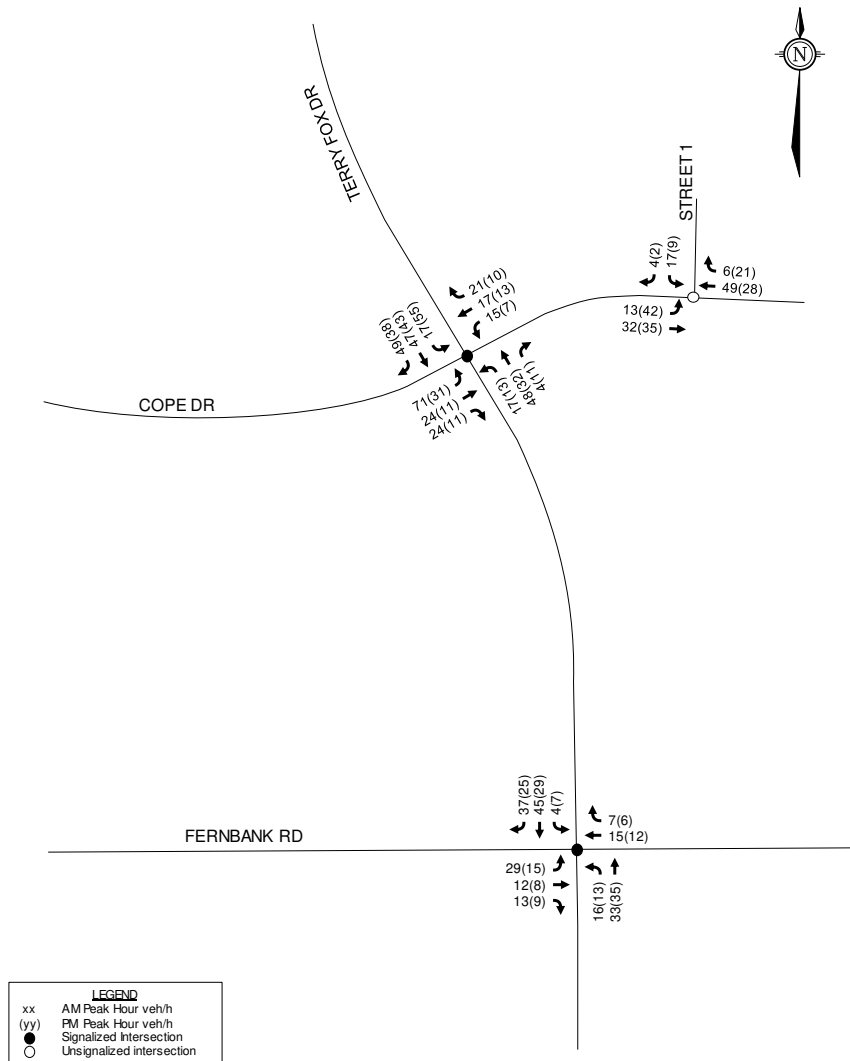 N
TERRY FOX DR
STREET 1
4(2)
17(9)
6(21)
49(28)
13(42)
32(35)
21(10)
17(13)
15(7)
49(38)
47(43)
17(55)
71(31)
24(11)
24(11)
17(13)
48(32)
4(11)
COPE DR
37(25)
45(29)
4(7)
7(6)
15(12)
FERNBANK RD
29(15)
12(8)
13(9)
16(13)
33(35)
LEGEND
xx AM Peak Hour veh/h
(yy) PM Peak Hour veh/h
Signalized Intersection
Unsignalized intersection